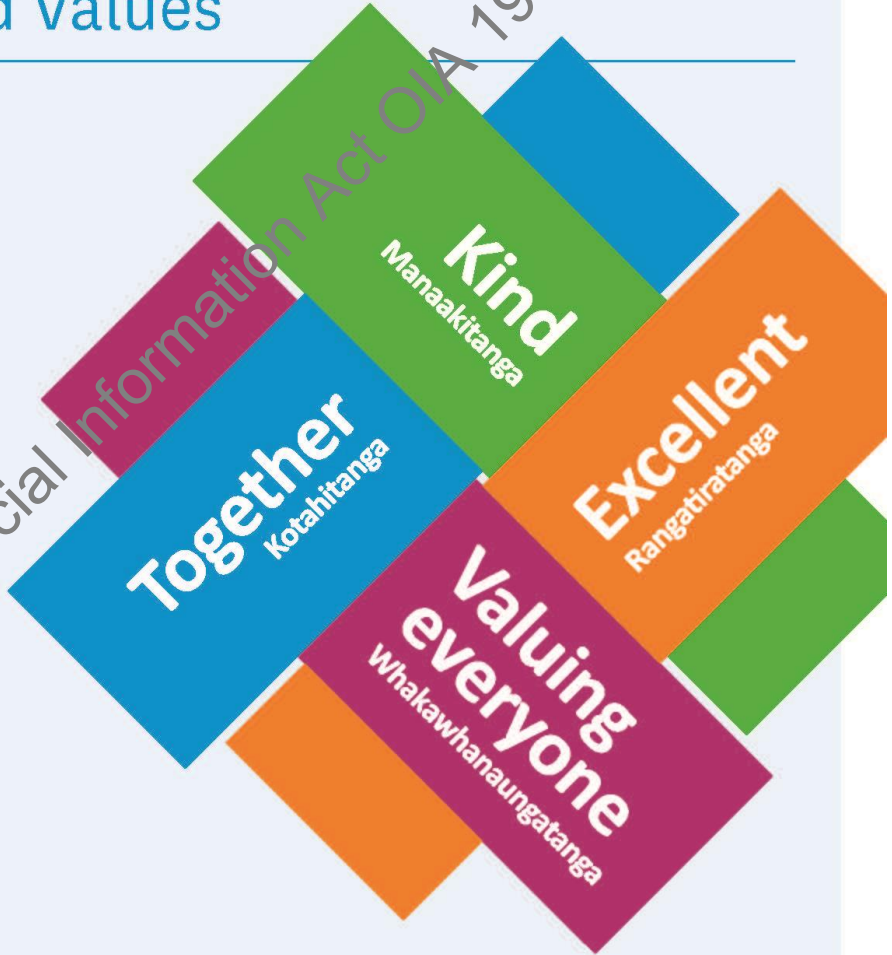 d values
cial Information Act OIA 19
Kind
Manaakitanga
Excellent
Rangatiratanga
Together
Kotahitanga
Valuing
everyone
Whakawhanaungatanga